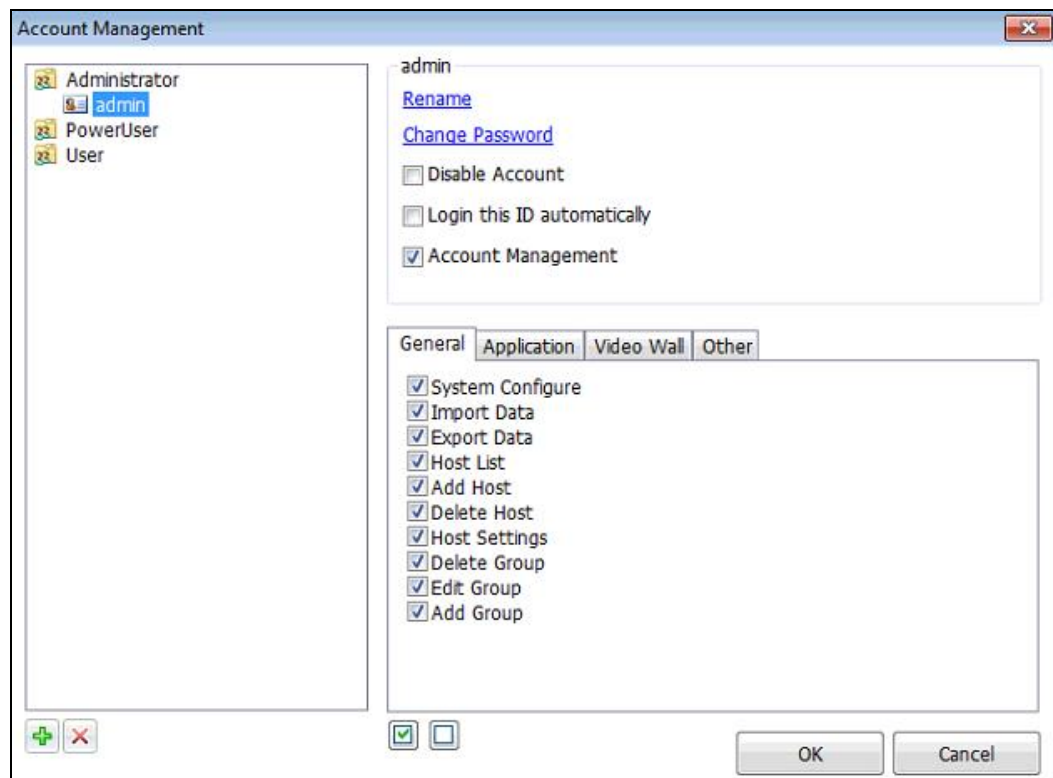 Account Management
Administrator
admin
PowerUser
User
admin
Rename
Change Password
Disable Account
Login this ID automatically
Account Management
General Application Video Wall Other
System Configure
Import Data
Export Data
Host List
Add Host
Delete Host
Host Settings
Delete Group
Edit Group
Add Group
OK Cancel